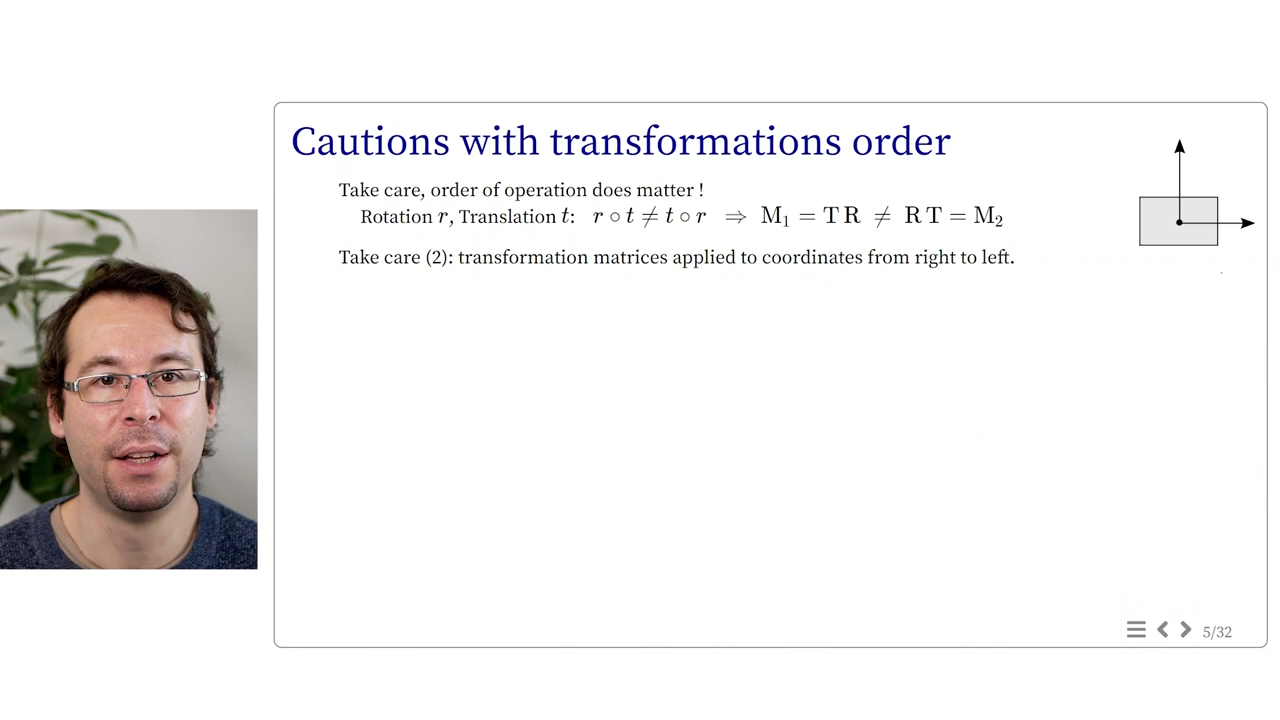 Cautions with transformations order
Take care, order of operation does matter !
Rotation r, Translation t: r ∘ t ≠ t ∘ r ⇒ M₁ = T R ≠ R T = M₂
Take care (2): transformation matrices applied to coordinates from right to left.
5/32